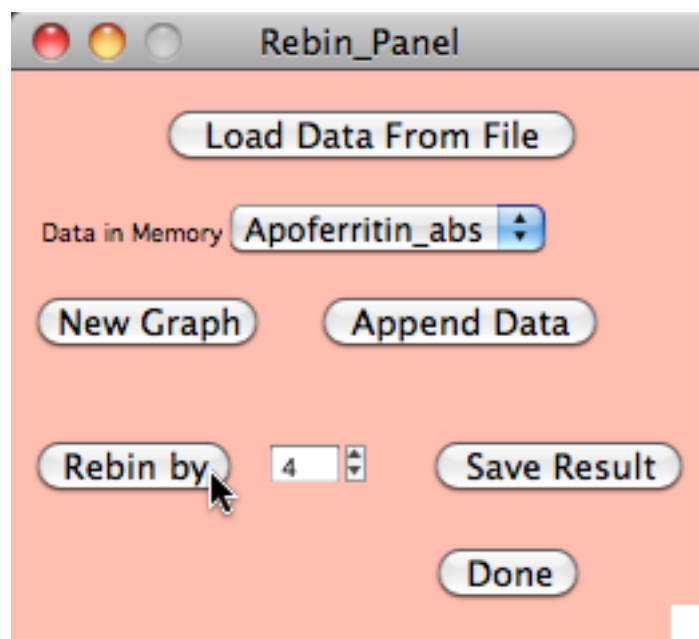 Rebin_Panel
Load Data From File
Data in Memory Apoferritin_abs
New Graph Append Data
Rebin by 4 Save Result
Done